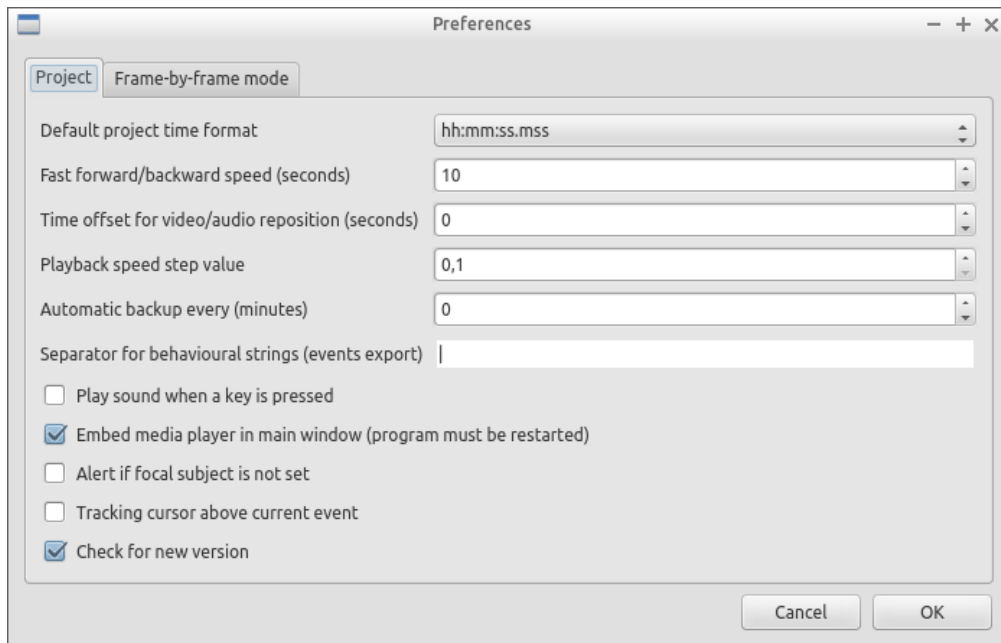 Preferences
Project Frame-by-frame mode
Default project time format hh:mm:ss.mss
Fast forward/backward speed (seconds) 10
Time offset for video/audio reposition (seconds) 0
Playback speed step value 0,1
Automatic backup every (minutes) 0
Separator for behavioural strings (events export) |
Play sound when a key is pressed
Embed media player in main window (program must be restarted)
Alert if focal subject is not set
Tracking cursor above current event
Check for new version
Cancel OK